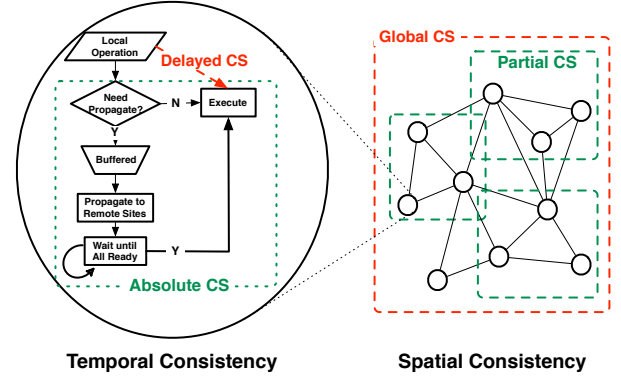 Local
Operation
Delayed CS
Need
Propagate?
N
Execute
Y
Buffered
Propagate to
Remote Sites
Wait until
All Ready
Y
Absolute CS
Global CS
Partial CS
Temporal Consistency
Spatial Consistency